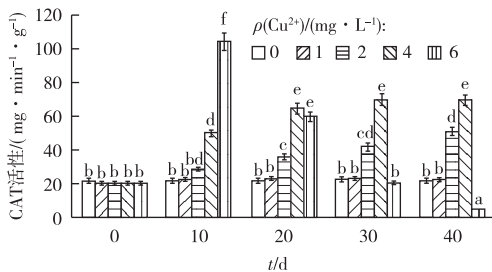 120
100
80
60
40
20
0
CAT活性/(mg·min⁻¹·g⁻¹)
ρ(Cu²⁺)/(mg·L⁻¹):
0 1 2 4 6
b b b b b
b b bd d f
b b c e e
b b cd e b
b b d e a
0 10 20 30 40
t/d